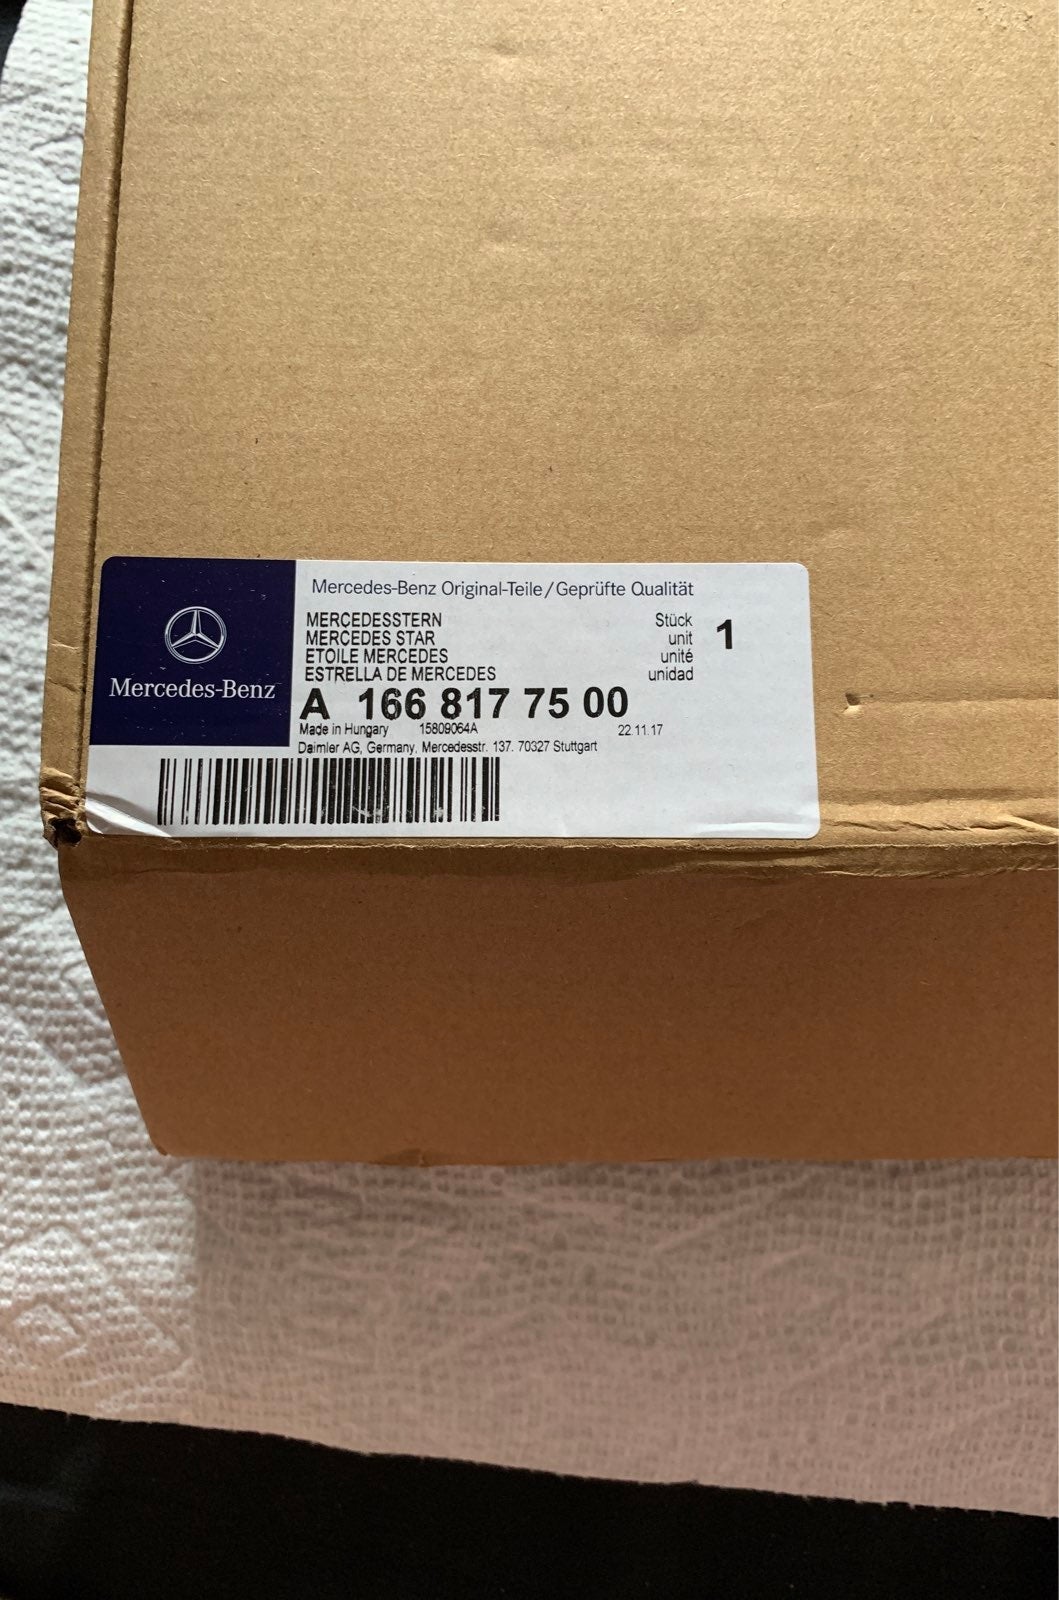 Mercedes-Benz
Mercedes-Benz Original-Teile/Geprüfte Qualität
MERCEDESSTERN Stück
MERCEDES STAR unit 1
ETOILE MERCEDES unité
ESTRELLA DE MERCEDES unidad
A 166 817 75 00
Made in Hungary 15809064A 22.11.17
Daimler AG, Germany, Mercedesstr. 137. 70327 Stuttgart